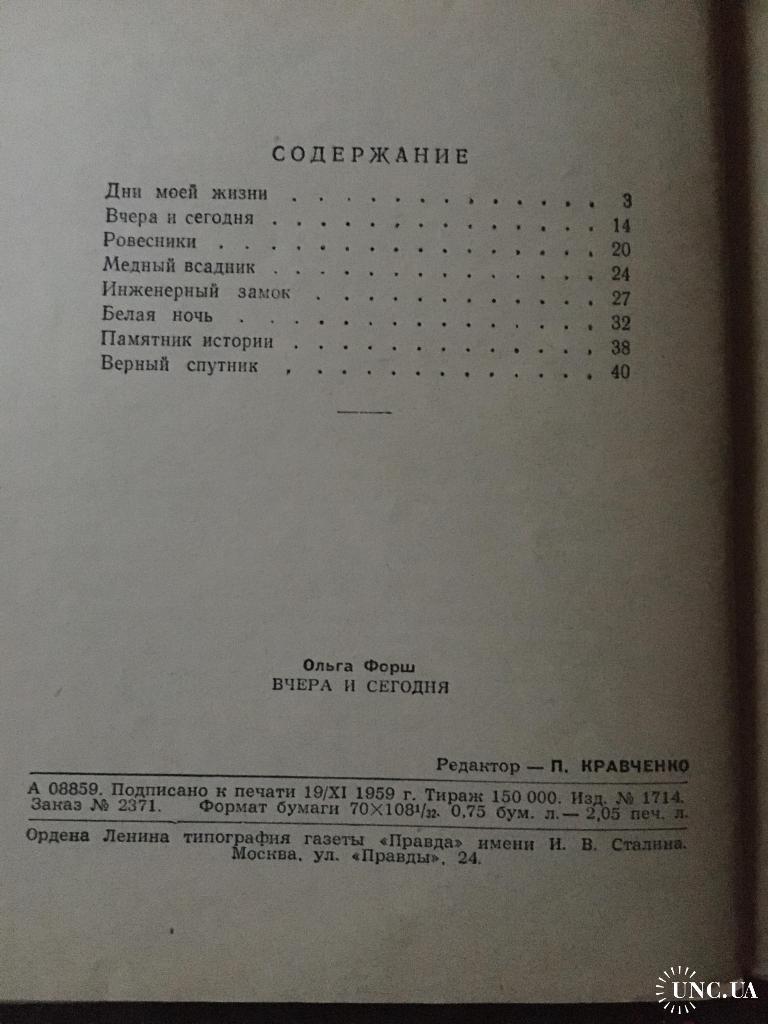 СОДЕРЖАНИЕ
Дни моей жизни . . . . . . . . . . . . . 3
Вчера и сегодня . . . . . . . . . . . . . 14
Ровесники . . . . . . . . . . . . . . . 20
Медный всадник . . . . . . . . . . . . . 24
Инженерный замок . . . . . . . . . . . . 27
Белая ночь . . . . . . . . . . . . . . 32
Памятник истории . . . . . . . . . . . . 38
Верный спутник . . . . . . . . . . . . . 40
Ольга Форш
ВЧЕРА И СЕГОДНЯ
Редактор — П. КРАВЧЕНКО
А 08859. Подписано к печати 19/XI 1959 г. Тираж 150 000. Изд. № 1714.
Заказ № 2371. Формат бумаги 70×108¹/₃₂. 0,75 бум. л.— 2,05 печ. л.
Ордена Ленина типография газеты «Правда» имени И. В. Сталина.
Москва, ул. «Правды», 24.
UNC.UA